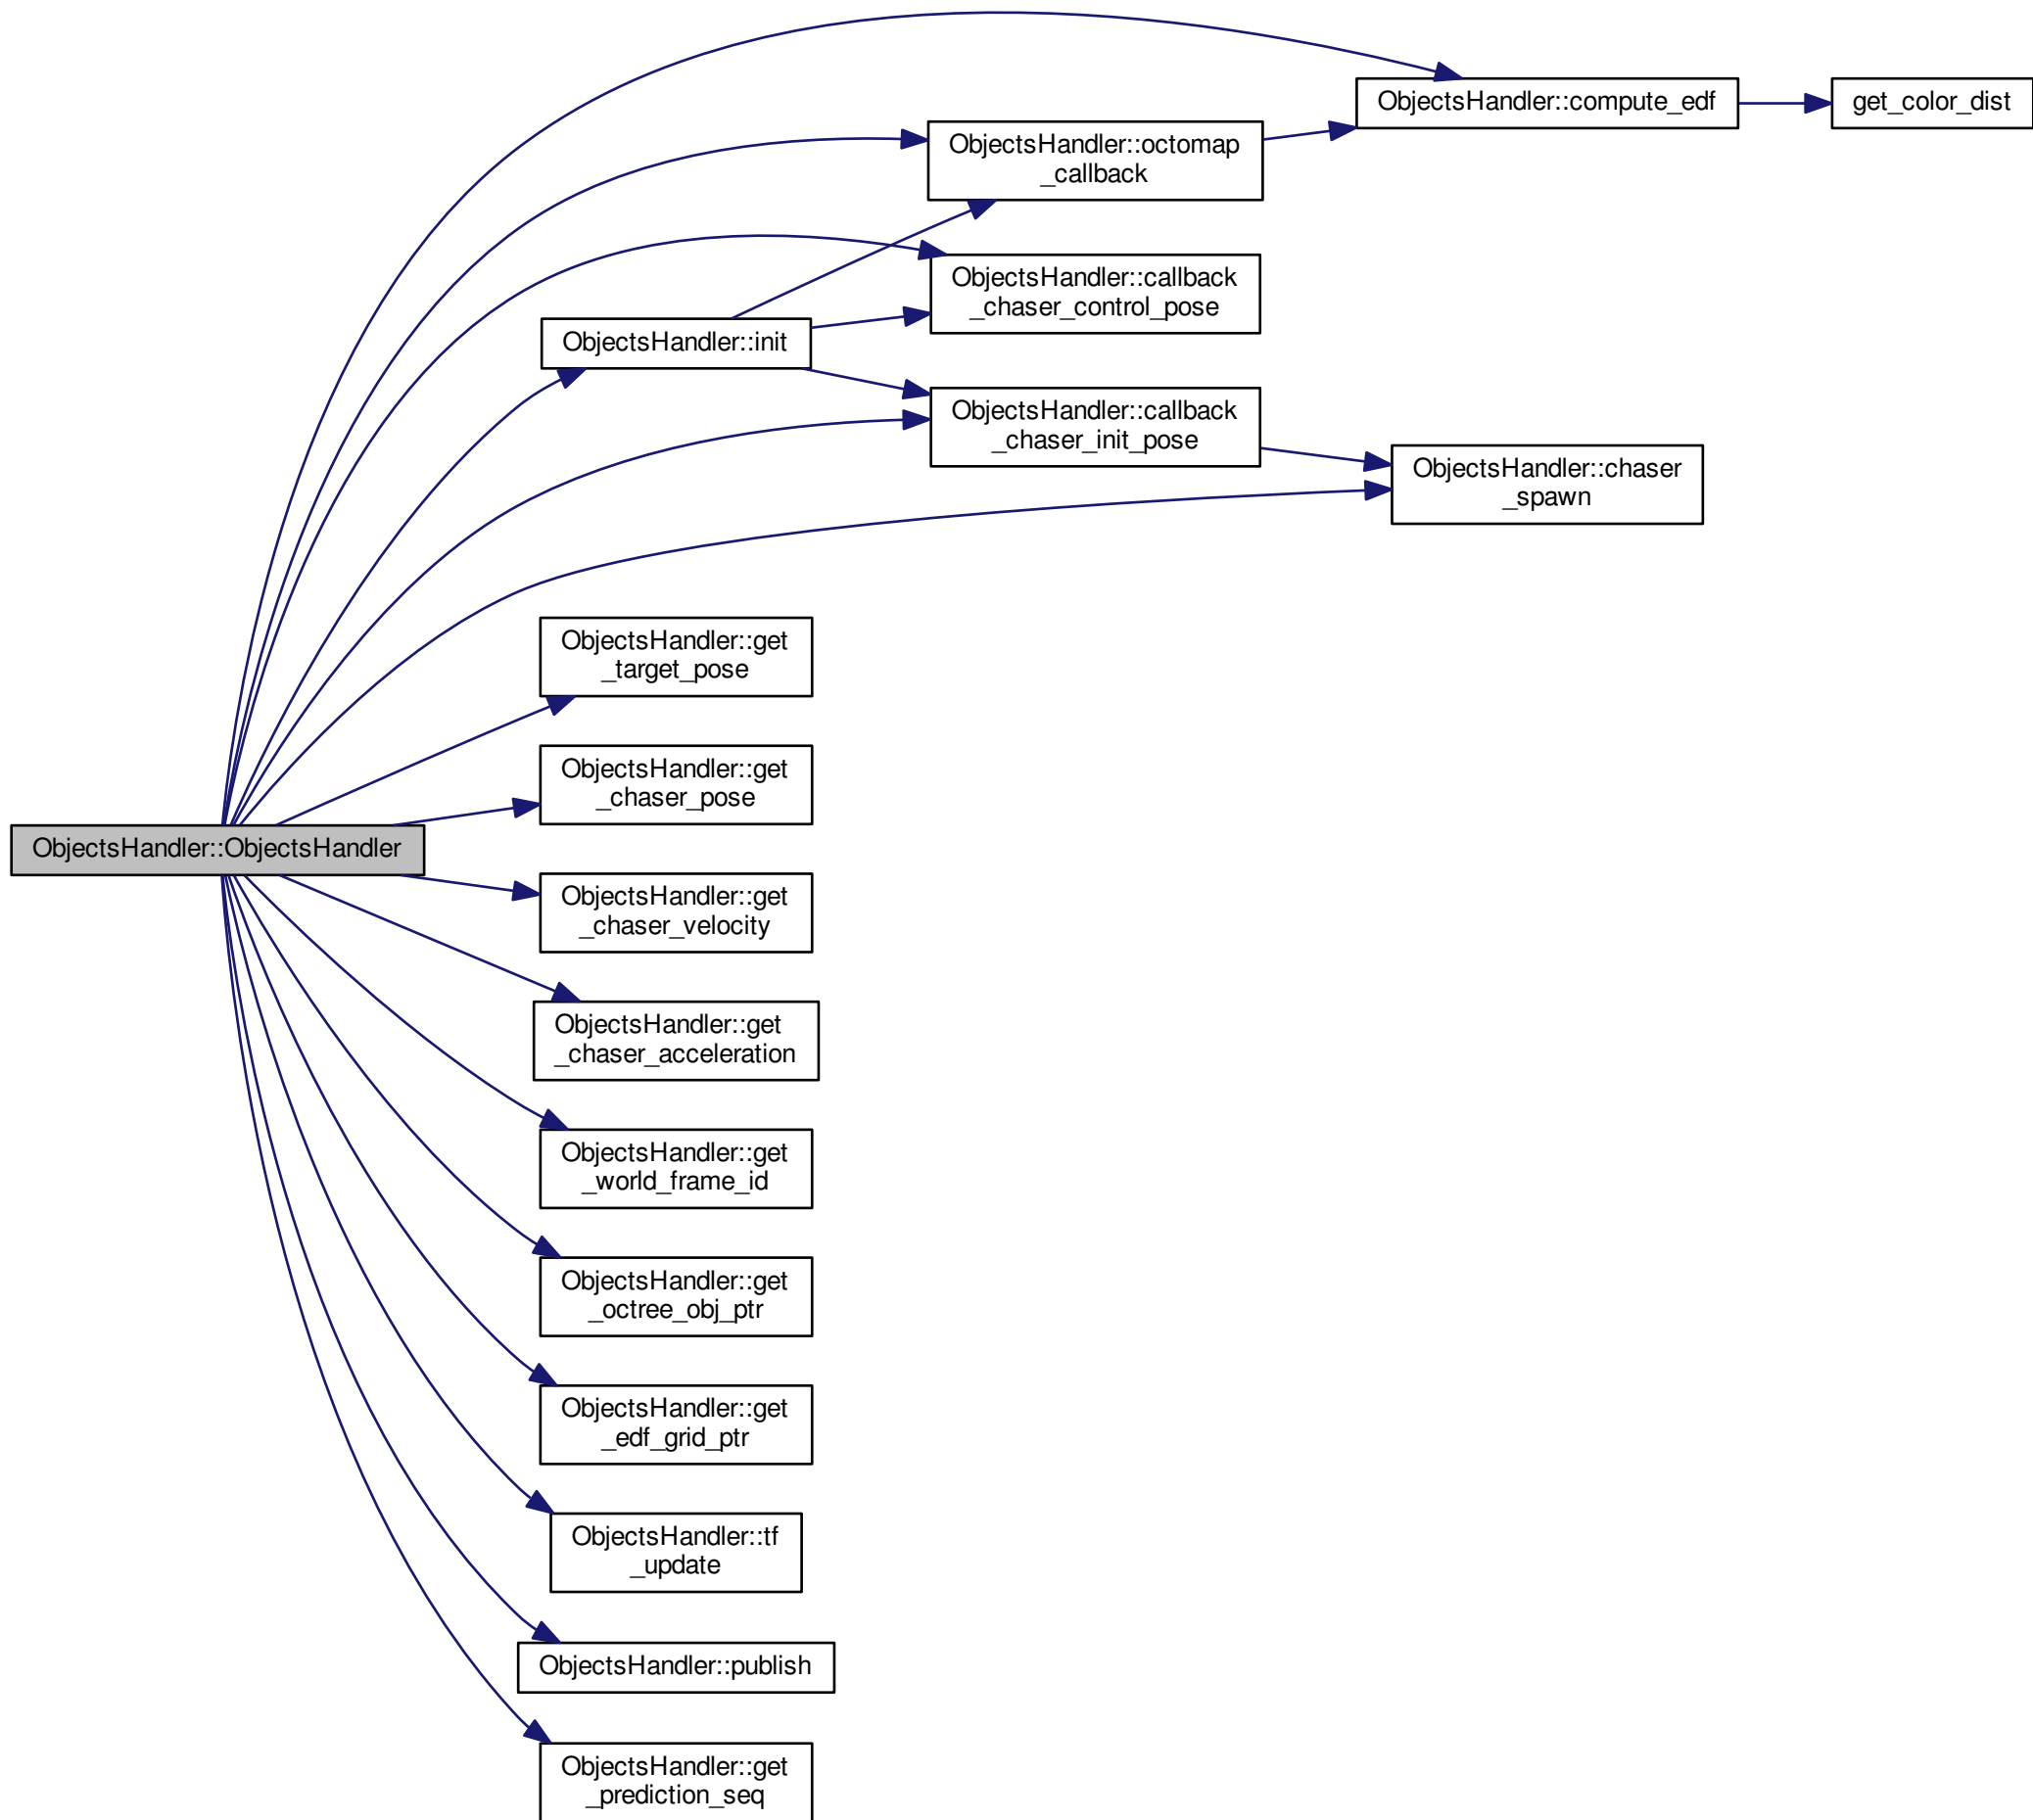 ObjectsHandler::compute_edf
get_color_dist
ObjectsHandler::octomap
_callback
ObjectsHandler::callback
_chaser_control_pose
ObjectsHandler::init
ObjectsHandler::callback
_chaser_init_pose
ObjectsHandler::chaser
_spawn
ObjectsHandler::get
_target_pose
ObjectsHandler::get
_chaser_pose
ObjectsHandler::ObjectsHandler
ObjectsHandler::get
_chaser_velocity
ObjectsHandler::get
_chaser_acceleration
ObjectsHandler::get
_world_frame_id
ObjectsHandler::get
_octree_obj_ptr
ObjectsHandler::get
_edf_grid_ptr
ObjectsHandler::tf
_update
ObjectsHandler::publish
ObjectsHandler::get
_prediction_seq